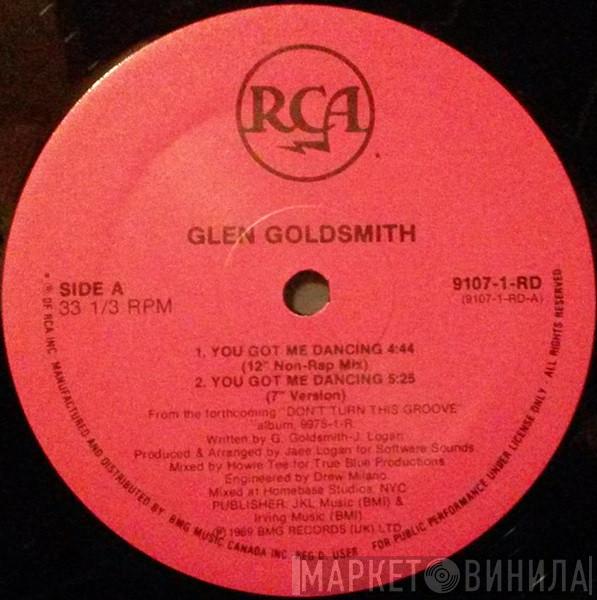 RCA
GLEN GOLDSMITH
SIDE A
33 1/3 RPM
9107-1-RD
(9107-1-RD-A)
1. YOU GOT ME DANCING 4:44
(12" Non-Rap Mix)
2. YOU GOT ME DANCING 5:25
(7" Version)
From the forthcoming "DON'T TURN THIS GROOVE"
album, 9975-1-R.
Written by G. Goldsmith-J. Logan
Produced & Arranged by Jaee Logan for Software Sounds
Mixed by Howie Tee for True Blue Productions
Engineered by Drew Milano.
Mixed at Homebase Studios, NYC
PUBLISHER: JKL Music (BMI) &
Irving Music (BMI)
℗ 1989 BMG RECORDS (UK) LTD.
* ® OF RCA INC. MANUFACTURED AND DISTRIBUTED BY BMG MUSIC CANADA INC. REG'D. USER. FOR PUBLIC PERFORMANCE UNDER LICENSE ONLY. ALL RIGHTS RESERVED
МАРКЕТ ВИНИЛА